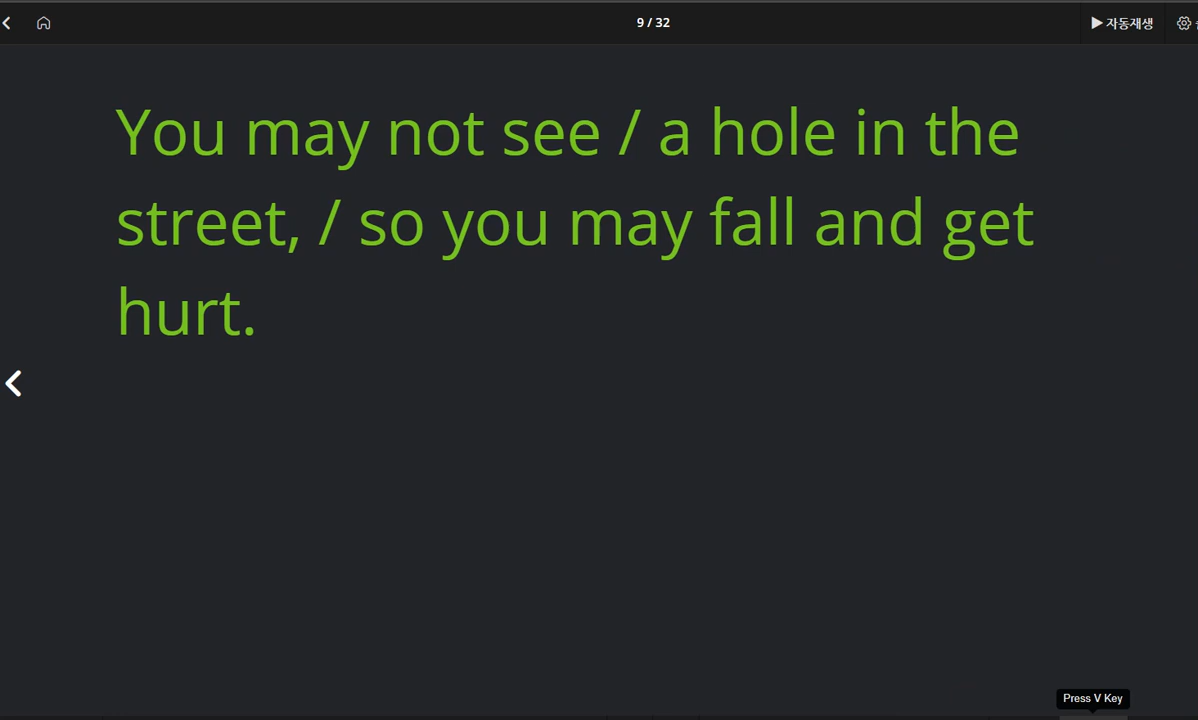 9 / 32
▶ 자동재생
You may not see / a hole in the
street, / so you may fall and get
hurt.
Press V Key